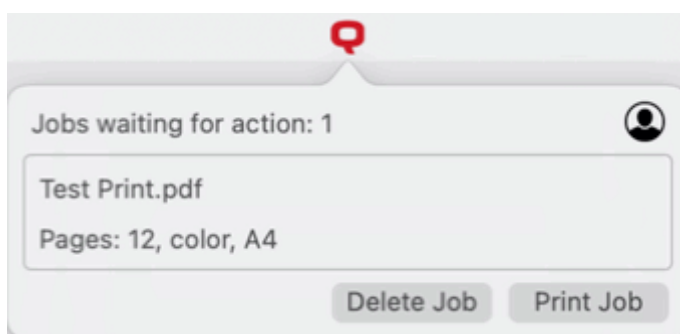 Q
Jobs waiting for action: 1
Test Print.pdf
Pages: 12, color, A4
Delete Job Print Job